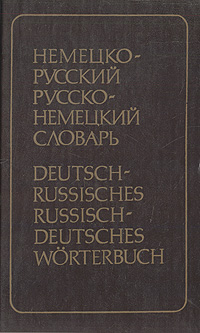 НЕМЕЦКО-
РУССКИЙ
РУССКО-
НЕМЕЦКИЙ
СЛОВАРЬ
DEUTSCH-
RUSSISCHES
RUSSISCH-
DEUTSCHES
WÖRTERBUCH